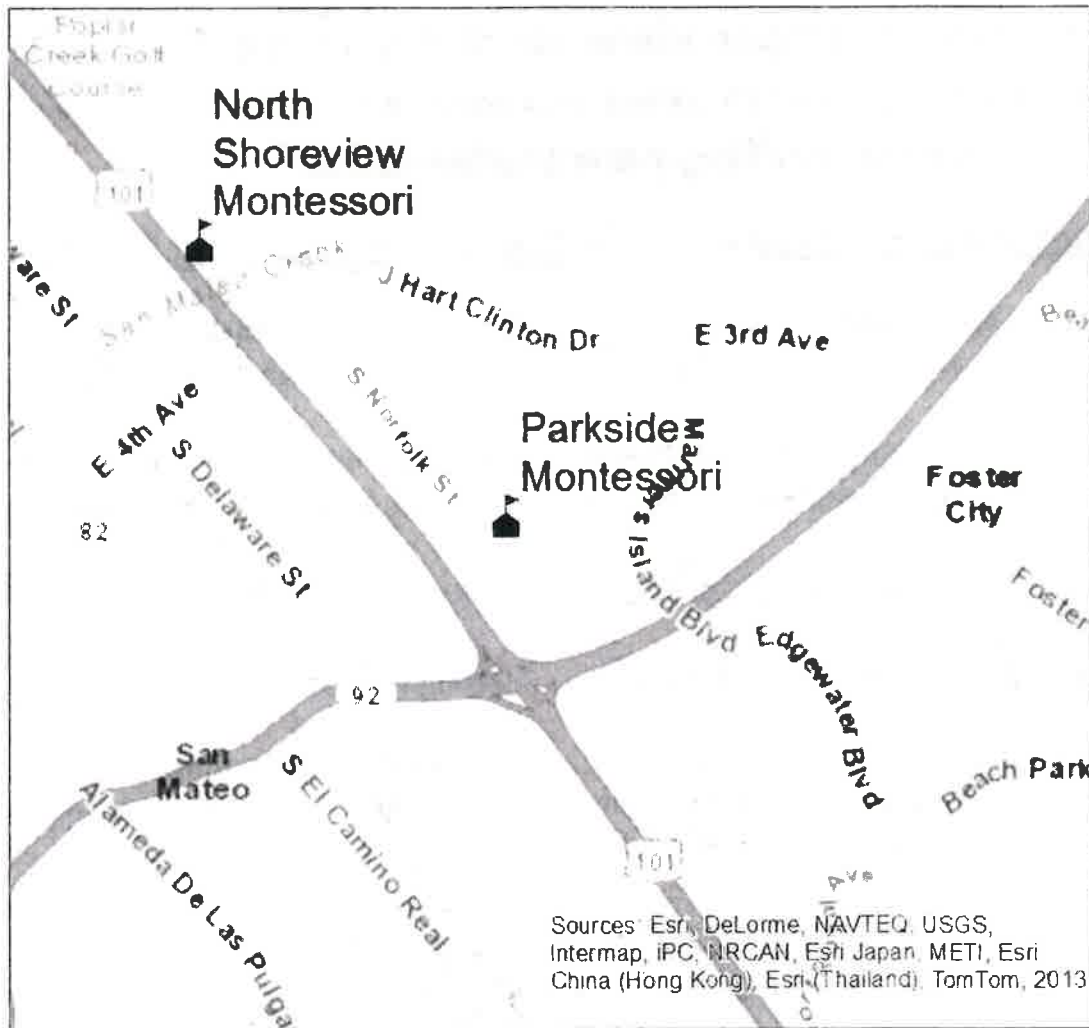 Poplar
Creek Golf
Course
North
Shoreview
Montessori
101
San Mateo Creek
J Hart Clinton Dr
E 3rd Ave
ware St
E 4th Ave
S Norfolk St
S Delaware St
82
Parkside
Montessori
Mariners Island Blvd
Foster
City
Foster
Edgewater Blvd
92
San
Mateo
S El Camino Real
Alameda De Las Pulga
Beach Park
101
Ave
Sources: Esri, DeLorme, NAVTEQ, USGS,
Intermap, iPC, NRCAN, Esri Japan, METI, Esri
China (Hong Kong), Esri (Thailand), TomTom, 2013